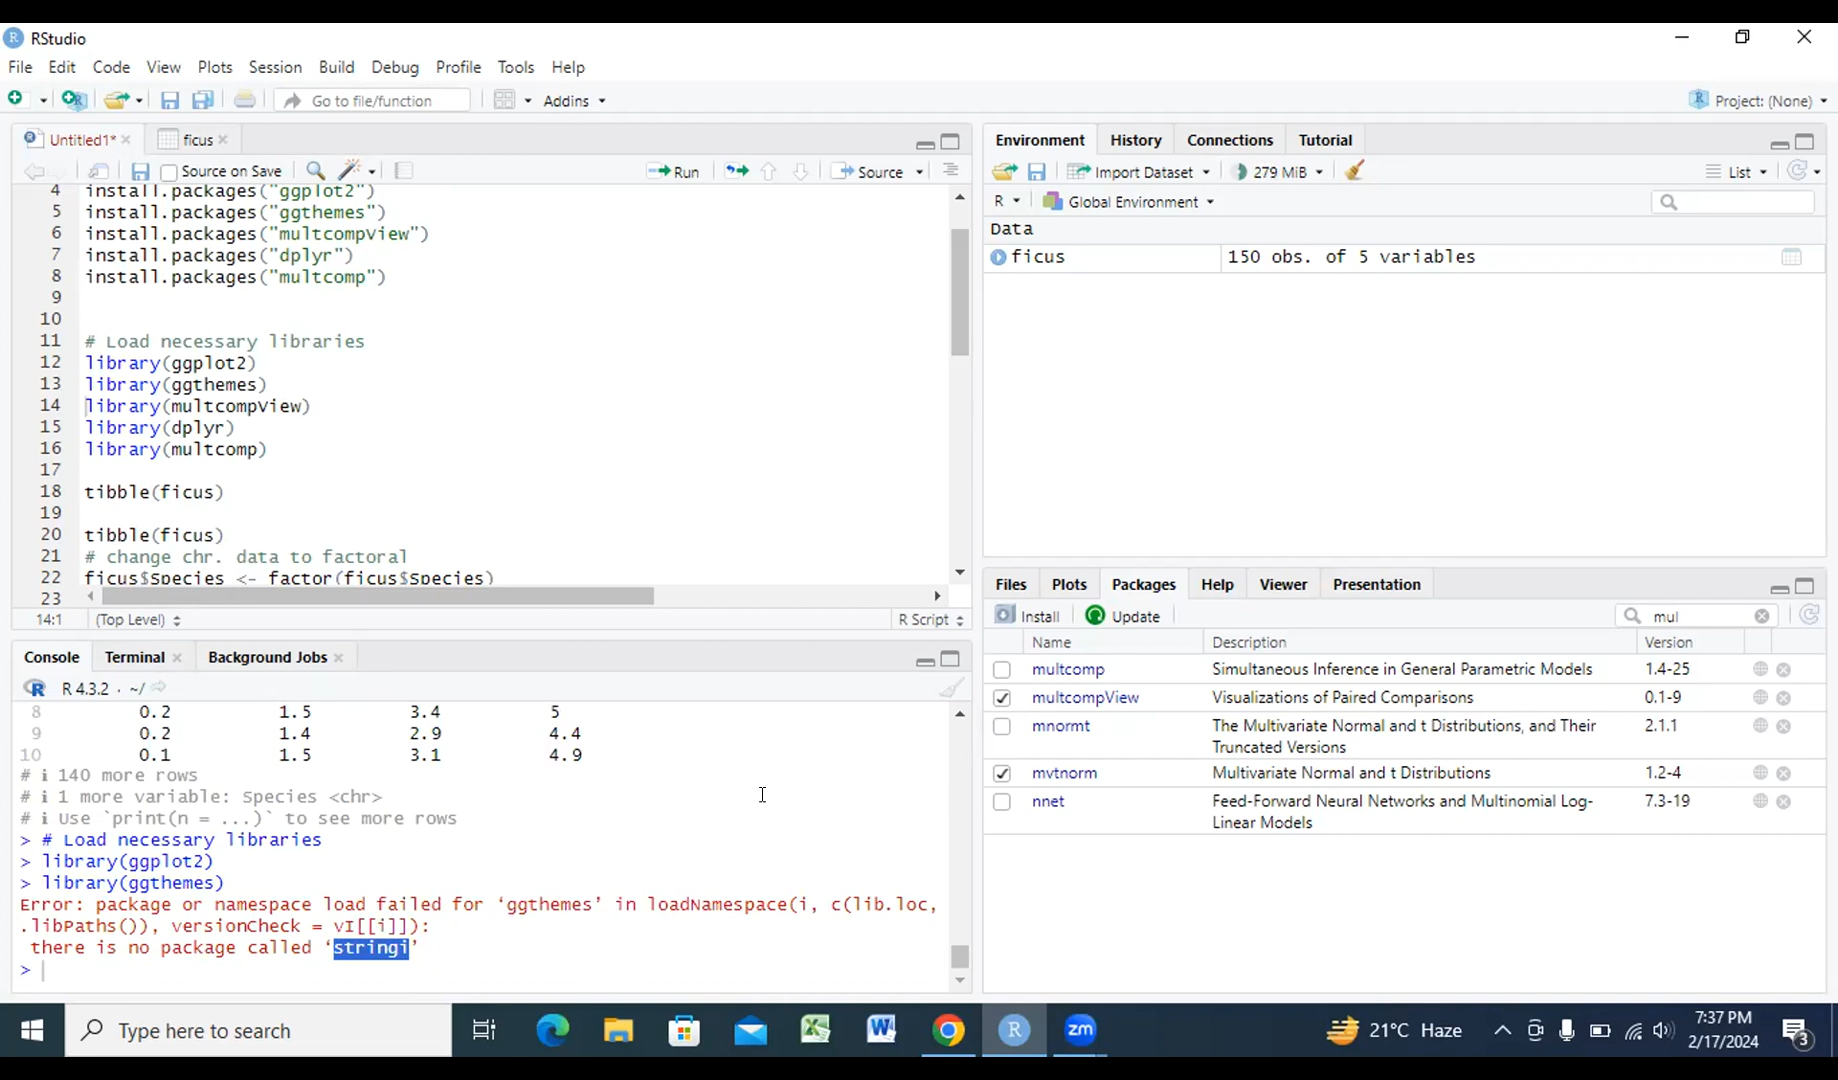 RStudio
File Edit Code View Plots Session Build Debug Profile Tools Help
Go to file/function Addins Project: (None)
Untitled1* ficus
Source on Save Run Source
4 install.packages("ggplot2")
5 install.packages("ggthemes")
6 install.packages("multcompView")
7 install.packages("dplyr")
8 install.packages("multcomp")
9
10
11 # Load necessary libraries
12 library(ggplot2)
13 library(ggthemes)
14 library(multcompView)
15 library(dplyr)
16 library(multcomp)
17
18 tibble(ficus)
19
20 tibble(ficus)
21 # change chr. data to factoral
22 ficus$Species <- factor(ficus$Species)
23
14:1 (Top Level) R Script
Console Terminal Background Jobs
R 4.3.2 · ~/
8 0.2 1.5 3.4 5
9 0.2 1.4 2.9 4.4
10 0.1 1.5 3.1 4.9
# ℹ 140 more rows
# ℹ 1 more variable: Species <chr>
# ℹ Use `print(n = ...)` to see more rows
> # Load necessary libraries
> library(ggplot2)
> library(ggthemes)
Error: package or namespace load failed for ‘ggthemes’ in loadNamespace(i, c(lib.loc,
.libPaths()), versionCheck = vI[[i]]):
there is no package called ‘stringi’
>
Environment History Connections Tutorial
Import Dataset 279 MiB List
R Global Environment
Data
ficus 150 obs. of 5 variables
Files Plots Packages Help Viewer Presentation
Install Update mul
Name Description Version
multcomp Simultaneous Inference in General Parametric Models 1.4-25
multcompView Visualizations of Paired Comparisons 0.1-9
mnormt The Multivariate Normal and t Distributions, and Their 2.1.1
Truncated Versions
mvtnorm Multivariate Normal and t Distributions 1.2-4
nnet Feed-Forward Neural Networks and Multinomial Log- 7.3-19
Linear Models
Type here to search
zm
21°C Haze
7:37 PM
2/17/2024
3